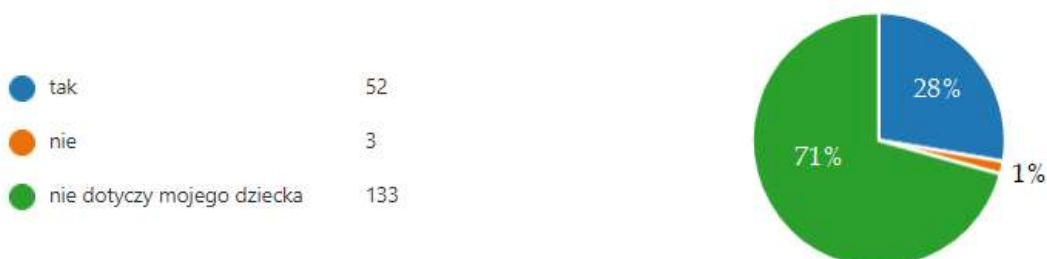 tak 52
nie 3
nie dotyczy mojego dziecka 133
28%
71%
1%